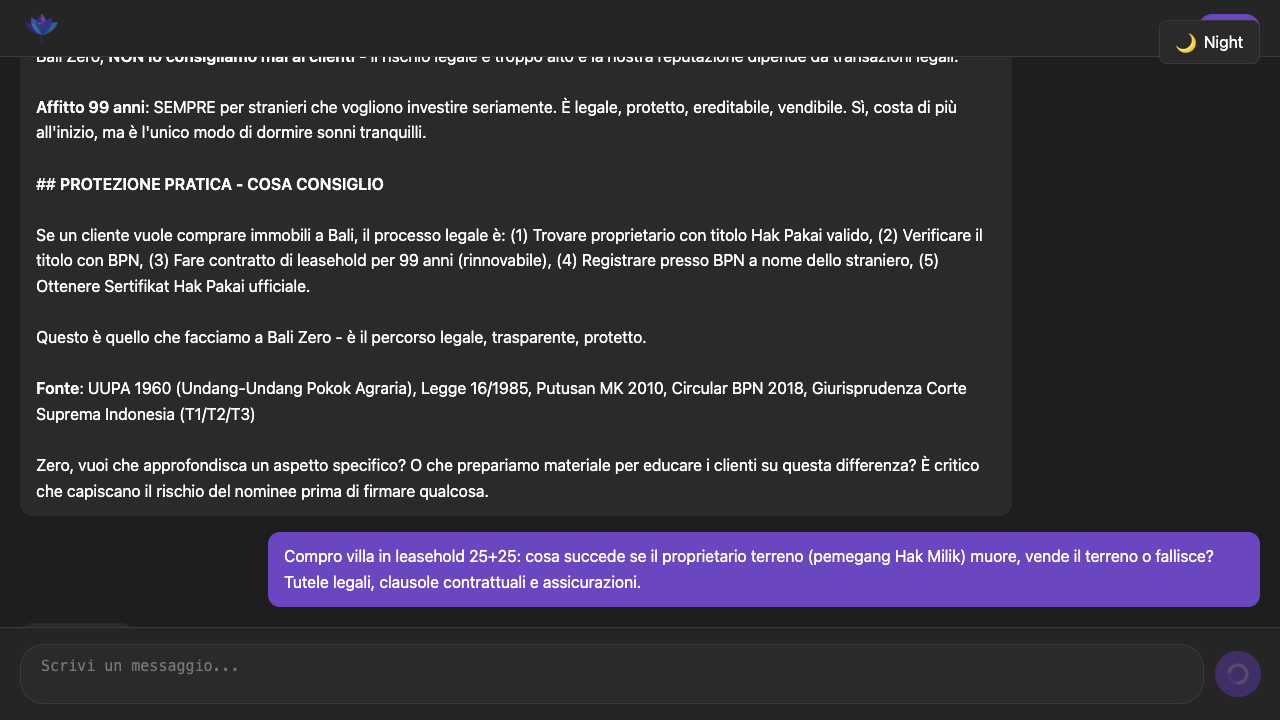 🌙 Night
Bali Zero, NON lo consigliamo mai ai clienti - il rischio legale è troppo alto e la nostra reputazione dipende da transazioni legali.
Affitto 99 anni: SEMPRE per stranieri che vogliono investire seriamente. È legale, protetto, ereditabile, vendibile. Sì, costa di più
all'inizio, ma è l'unico modo di dormire sonni tranquilli.
## PROTEZIONE PRATICA - COSA CONSIGLIO
Se un cliente vuole comprare immobili a Bali, il processo legale è: (1) Trovare proprietario con titolo Hak Pakai valido, (2) Verificare il
titolo con BPN, (3) Fare contratto di leasehold per 99 anni (rinnovabile), (4) Registrare presso BPN a nome dello straniero, (5)
Ottenere Sertifikat Hak Pakai ufficiale.
Questo è quello che facciamo a Bali Zero - è il percorso legale, trasparente, protetto.
Fonte: UUPA 1960 (Undang-Undang Pokok Agraria), Legge 16/1985, Putusan MK 2010, Circular BPN 2018, Giurisprudenza Corte
Suprema Indonesia (T1/T2/T3)
Zero, vuoi che approfondisca un aspetto specifico? O che prepariamo materiale per educare i clienti su questa differenza? È critico
che capiscano il rischio del nominee prima di firmare qualcosa.
Compro villa in leasehold 25+25: cosa succede se il proprietario terreno (pemegang Hak Milik) muore, vende il terreno o fallisce?
Tutele legali, clausole contrattuali e assicurazioni.
Scrivi un messaggio...